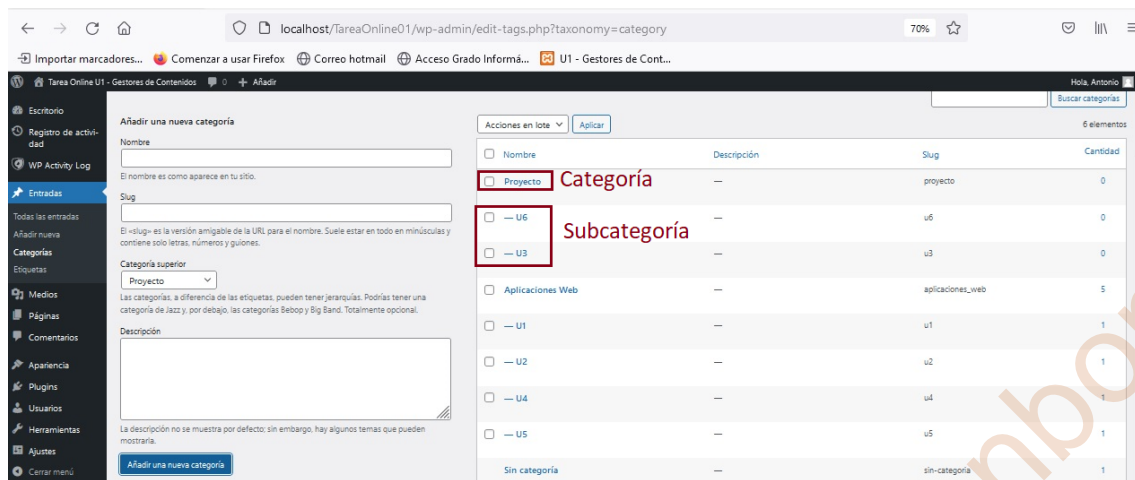 localhost/TareaOnline01/wp-admin/edit-tags.php?taxonomy=category
70%
Importar marcadores...
Comenzar a usar Firefox
Correo hotmail
Acceso Grado Informá...
U1 - Gestores de Cont...
Tarea Online U1 - Gestores de Contenidos
0
Añadir
Hola, Antonio
Escritorio
Registro de activi-
dad
WP Activity Log
Entradas
Todas las entradas
Añadir nueva
Categorías
Etiquetas
Medios
Páginas
Comentarios
Apariencia
Plugins
Usuarios
Herramientas
Ajustes
Cerrar menú
Añadir una nueva categoría
Nombre
El nombre es como aparece en tu sitio.
Slug
El «slug» es la versión amigable de la URL para el nombre. Suele estar en todo en minúsculas y
contiene solo letras, números y guiones.
Categoría superior
Proyecto
Las categorías, a diferencia de las etiquetas, pueden tener jerarquías. Podrías tener una
categoría de Jazz y, por debajo, las categorías Bebop y Big Band. Totalmente opcional.
Descripción
La descripción no se muestra por defecto; sin embargo, hay algunos temas que pueden
mostrarla.
Añadir una nueva categoría
Buscar categorías
Acciones en lote
Aplicar
6 elementos
Nombre Descripción Slug Cantidad
Proyecto Categoría — proyecto 0
— U6 — u6 0
Subcategoría
— U3 — u3 0
Aplicaciones Web — aplicaciones_web 5
— U1 — u1 1
— U2 — u2 1
— U4 — u4 1
— U5 — u5 1
Sin categoría — sin-categoria 1